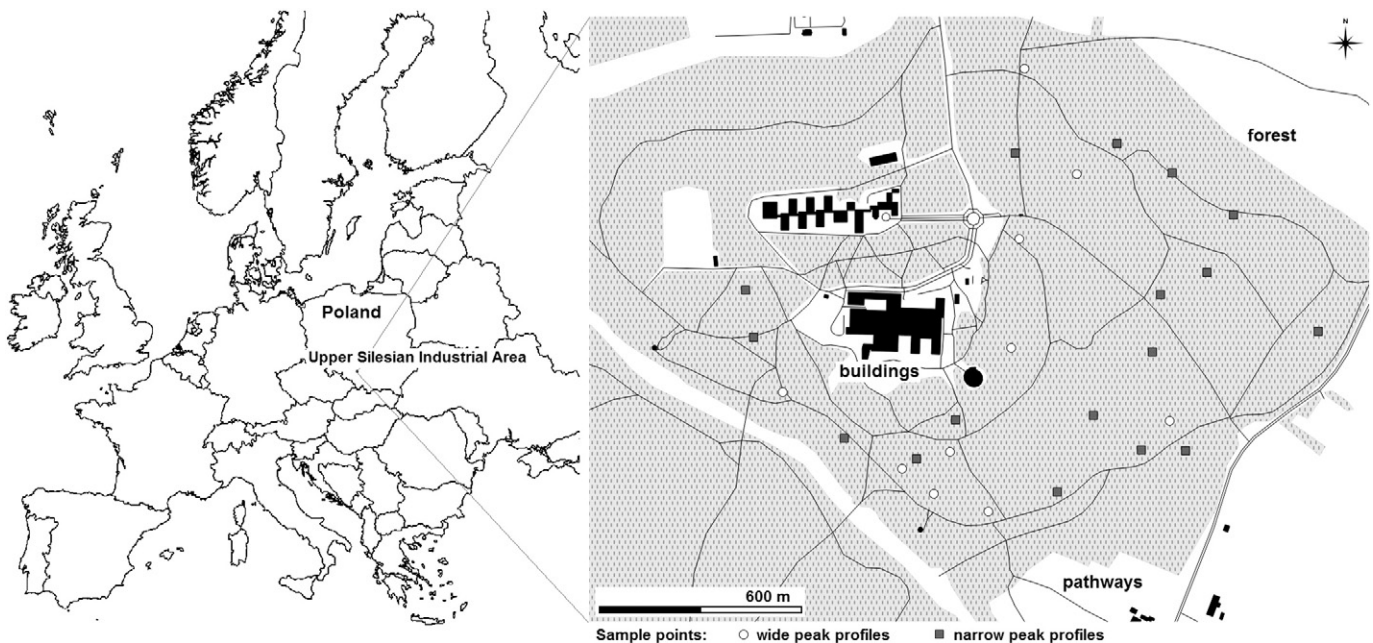 N
forest
Poland
Upper Silesian Industrial Area
buildings
pathways
600 m
Sample points: wide peak profiles narrow peak profiles